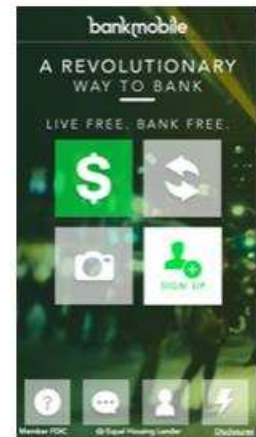 bankmobile
A REVOLUTIONARY
WAY TO BANK
LIVE FREE. BANK FREE.
$
SIGN UP
?
Member FDIC Equal Housing Lender Disclosures